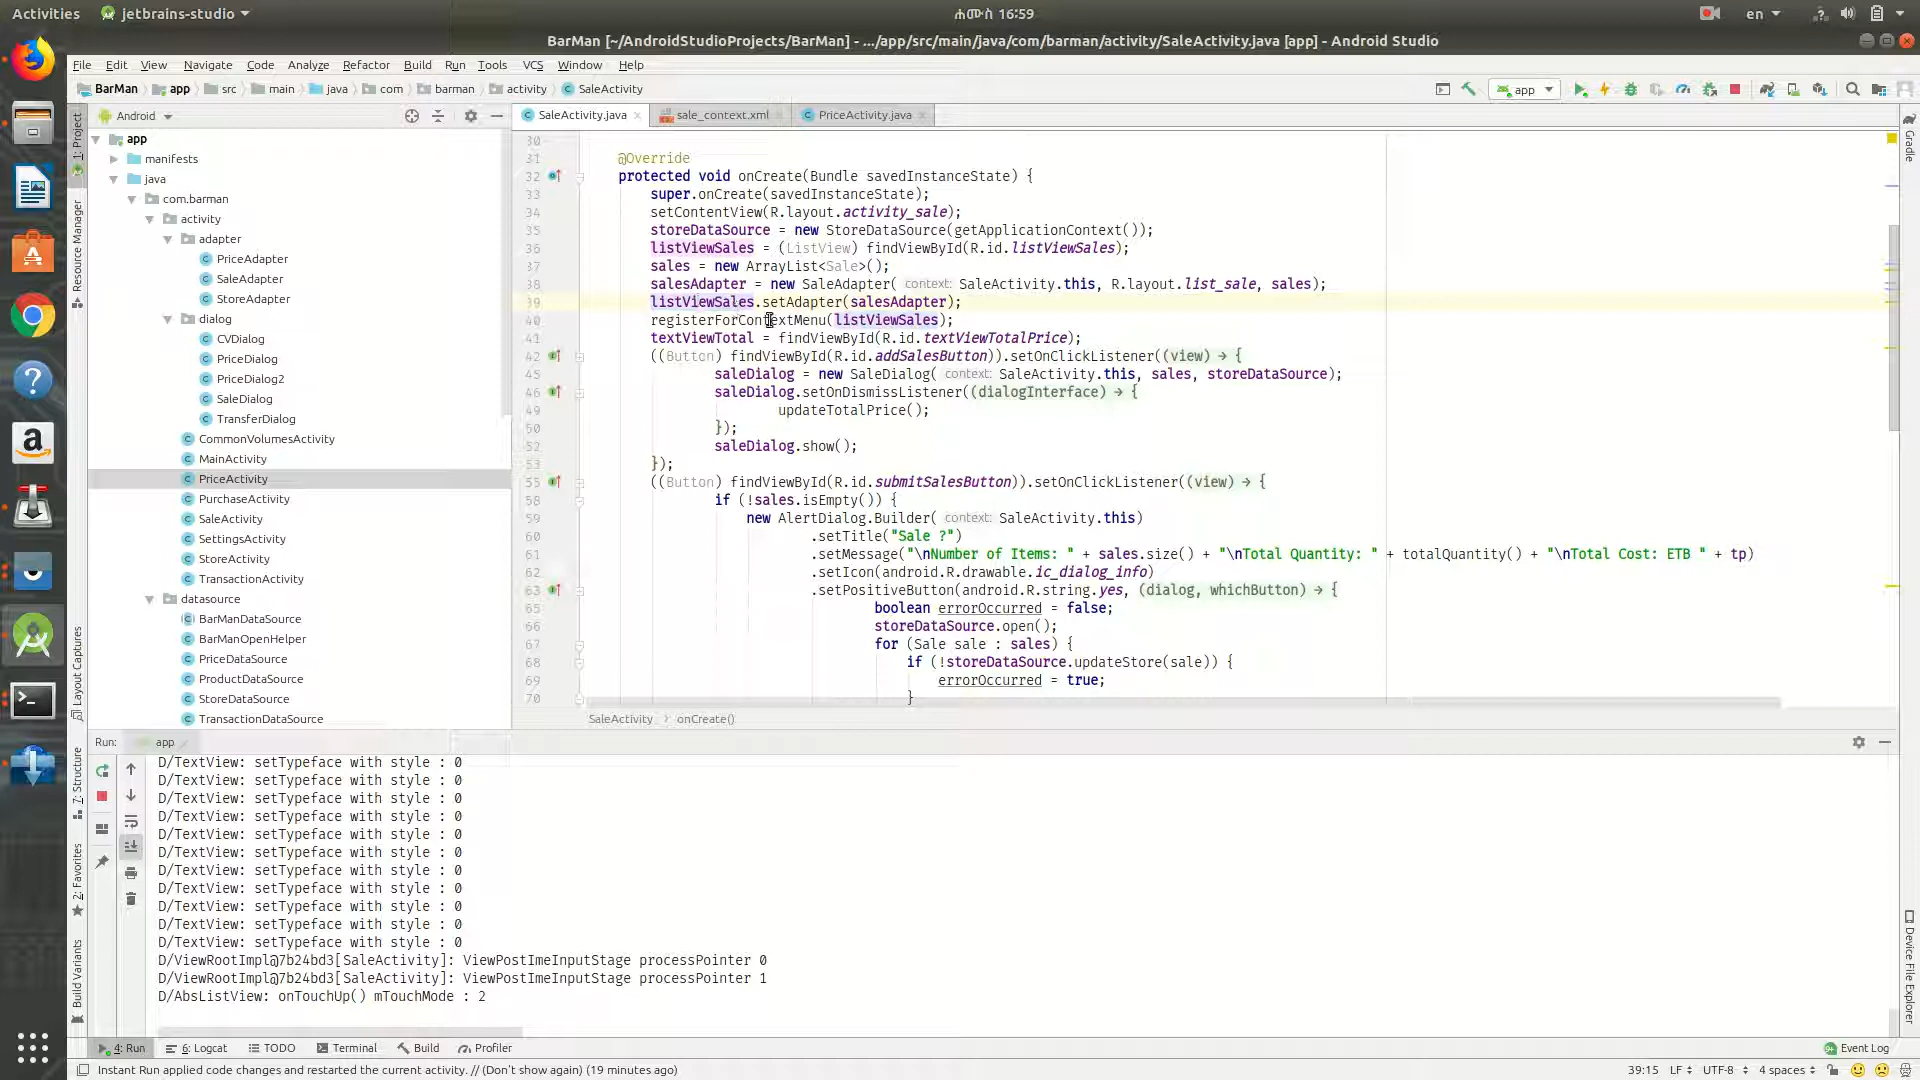 Activities
jetbrains-studio
ሐሙስ 16:59
en
BarMan [~/AndroidStudioProjects/BarMan] - .../app/src/main/java/com/barman/activity/SaleActivity.java [app] - Android Studio
File Edit View Navigate Code Analyze Refactor Build Run Tools VCS Window Help
BarMan app src main java com barman activity SaleActivity
app
Android
SaleActivity.java
sale_context.xml
PriceActivity.java
1: Project
Resource Manager
Layout Captures
7: Structure
2: Favorites
Build Variants
Gradle
Device File Explorer
app
manifests
java
com.barman
activity
adapter
PriceAdapter
SaleAdapter
StoreAdapter
dialog
CVDialog
PriceDialog
PriceDialog2
SaleDialog
TransferDialog
CommonVolumesActivity
MainActivity
PriceActivity
PurchaseActivity
SaleActivity
SettingsActivity
StoreActivity
TransactionActivity
datasource
BarManDataSource
BarManOpenHelper
PriceDataSource
ProductDataSource
StoreDataSource
TransactionDataSource
30
31 @Override
32 protected void onCreate(Bundle savedInstanceState) {
33 super.onCreate(savedInstanceState);
34 setContentView(R.layout.activity_sale);
35 storeDataSource = new StoreDataSource(getApplicationContext());
36 listViewSales = (ListView) findViewById(R.id.listViewSales);
37 sales = new ArrayList<Sale>();
38 salesAdapter = new SaleAdapter( context: SaleActivity.this, R.layout.list_sale, sales);
39 listViewSales.setAdapter(salesAdapter);
40 registerForContextMenu(listViewSales);
41 textViewTotal = findViewById(R.id.textViewTotalPrice);
42 ((Button) findViewById(R.id.addSalesButton)).setOnClickListener((view) → {
45 saleDialog = new SaleDialog( context: SaleActivity.this, sales, storeDataSource);
46 saleDialog.setOnDismissListener((dialogInterface) → {
49 updateTotalPrice();
50 });
52 saleDialog.show();
53 });
55 ((Button) findViewById(R.id.submitSalesButton)).setOnClickListener((view) → {
58 if (!sales.isEmpty()) {
59 new AlertDialog.Builder( context: SaleActivity.this)
60 .setTitle("Sale ?")
61 .setMessage("\nNumber of Items: " + sales.size() + "\nTotal Quantity: " + totalQuantity() + "\nTotal Cost: ETB " + tp)
62 .setIcon(android.R.drawable.ic_dialog_info)
63 .setPositiveButton(android.R.string.yes, (dialog, whichButton) → {
65 boolean errorOccurred = false;
66 storeDataSource.open();
67 for (Sale sale : sales) {
68 if (!storeDataSource.updateStore(sale)) {
69 errorOccurred = true;
70 }
SaleActivity > onCreate()
Run: app
D/TextView: setTypeface with style : 0
D/TextView: setTypeface with style : 0
D/TextView: setTypeface with style : 0
D/TextView: setTypeface with style : 0
D/TextView: setTypeface with style : 0
D/TextView: setTypeface with style : 0
D/TextView: setTypeface with style : 0
D/TextView: setTypeface with style : 0
D/TextView: setTypeface with style : 0
D/TextView: setTypeface with style : 0
D/TextView: setTypeface with style : 0
D/ViewRootImpl@7b24bd3[SaleActivity]: ViewPostImeInputStage processPointer 0
D/ViewRootImpl@7b24bd3[SaleActivity]: ViewPostImeInputStage processPointer 1
D/AbsListView: onTouchUp() mTouchMode : 2
4: Run 6: Logcat TODO Terminal Build Profiler Event Log
Instant Run applied code changes and restarted the current activity. // (Don't show again) (19 minutes ago)
39:15 LF UTF-8 4 spaces